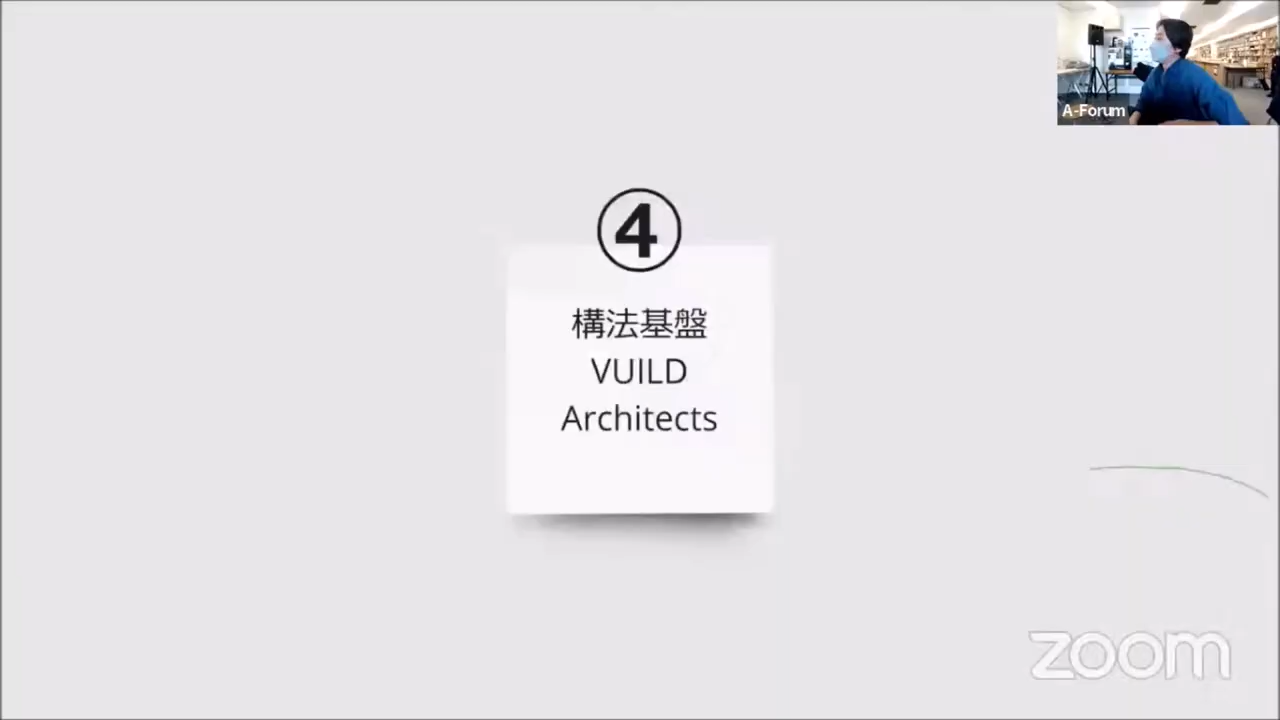 A-Forum
④
構法基盤
VUILD
Architects
zoom